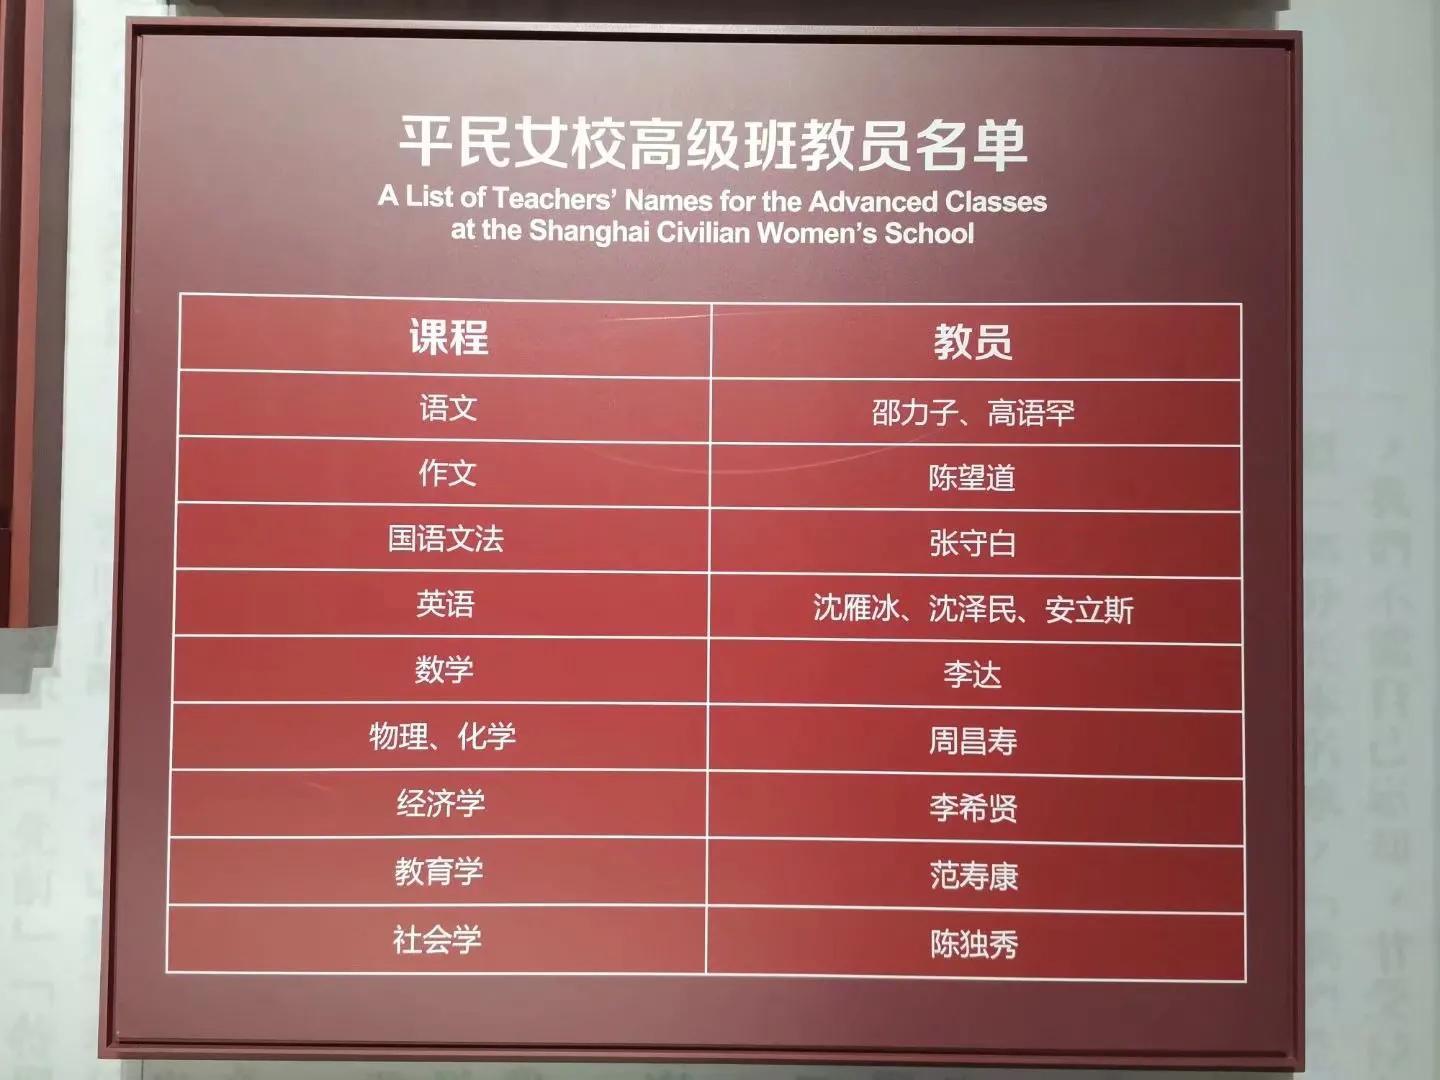 平民女校高级班教员名单
A List of Teachers’ Names for the Advanced Classes
at the Shanghai Civilian Women’s School
课程 教员
语文 邵力子、高语罕
作文 陈望道
国语文法 张守白
英语 沈雁冰、沈泽民、安立斯
数学 李达
物理、化学 周昌寿
经济学 李希贤
教育学 范寿康
社会学 陈独秀